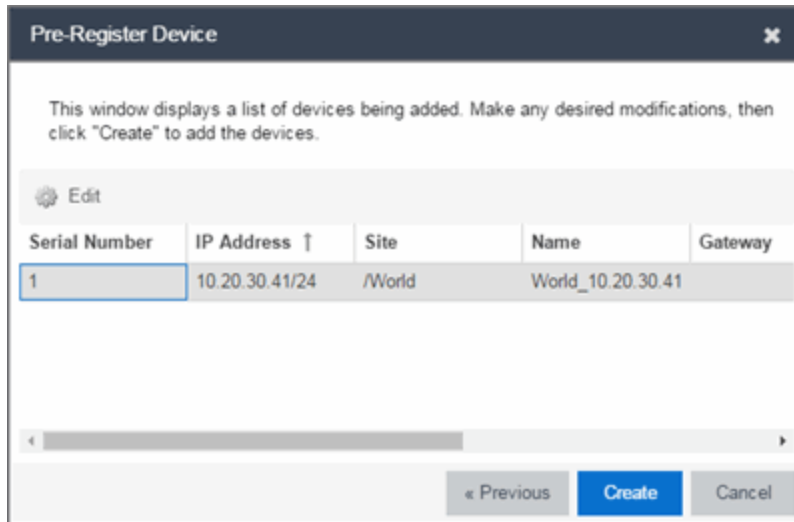 Pre-Register Device
This window displays a list of devices being added. Make any desired modifications, then
click "Create" to add the devices.
Edit
Serial Number IP Address ↑ Site Name Gateway
1 10.20.30.41/24 /World World_10.20.30.41
« Previous Create Cancel